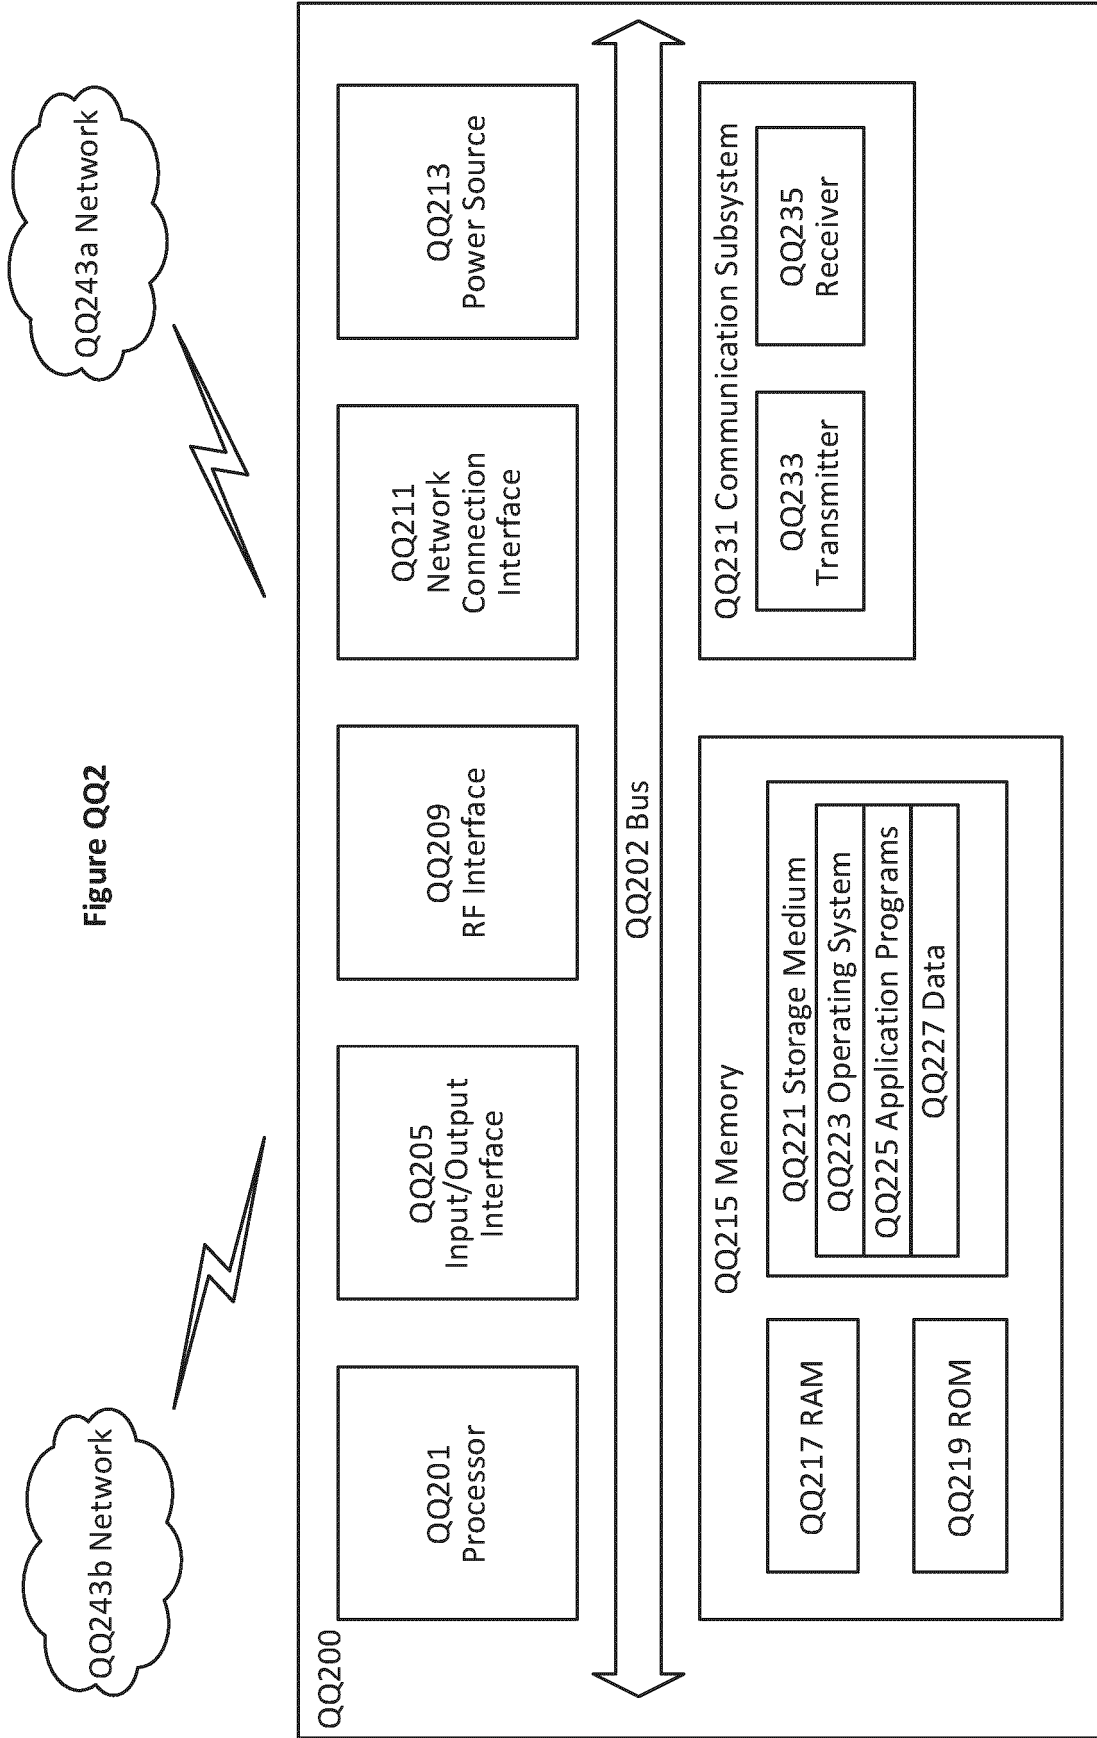 Figure QQ2
QQ243b Network
QQ243a Network
QQ200
QQ201
Processor
QQ205
Input/Output
Interface
QQ209
RF Interface
QQ211
Network
Connection
Interface
QQ213
Power Source
QQ202 Bus
QQ215 Memory
QQ217 RAM
QQ219 ROM
QQ221 Storage Medium
QQ223 Operating System
QQ225 Application Programs
QQ227 Data
QQ231 Communication Subsystem
QQ233
Transmitter
QQ235
Receiver